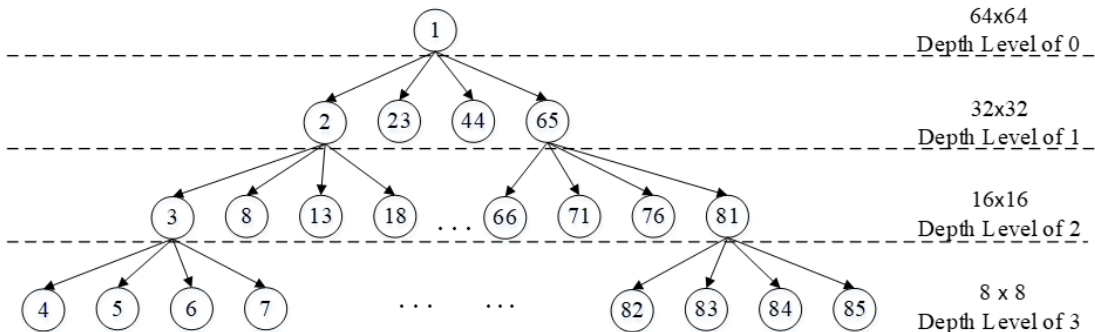 1
64x64
Depth Level of 0
2 23 44 65
32x32
Depth Level of 1
3 8 13 18 ... 66 71 76 81
16x16
Depth Level of 2
4 5 6 7 ... ... 82 83 84 85
8 x 8
Depth Level of 3